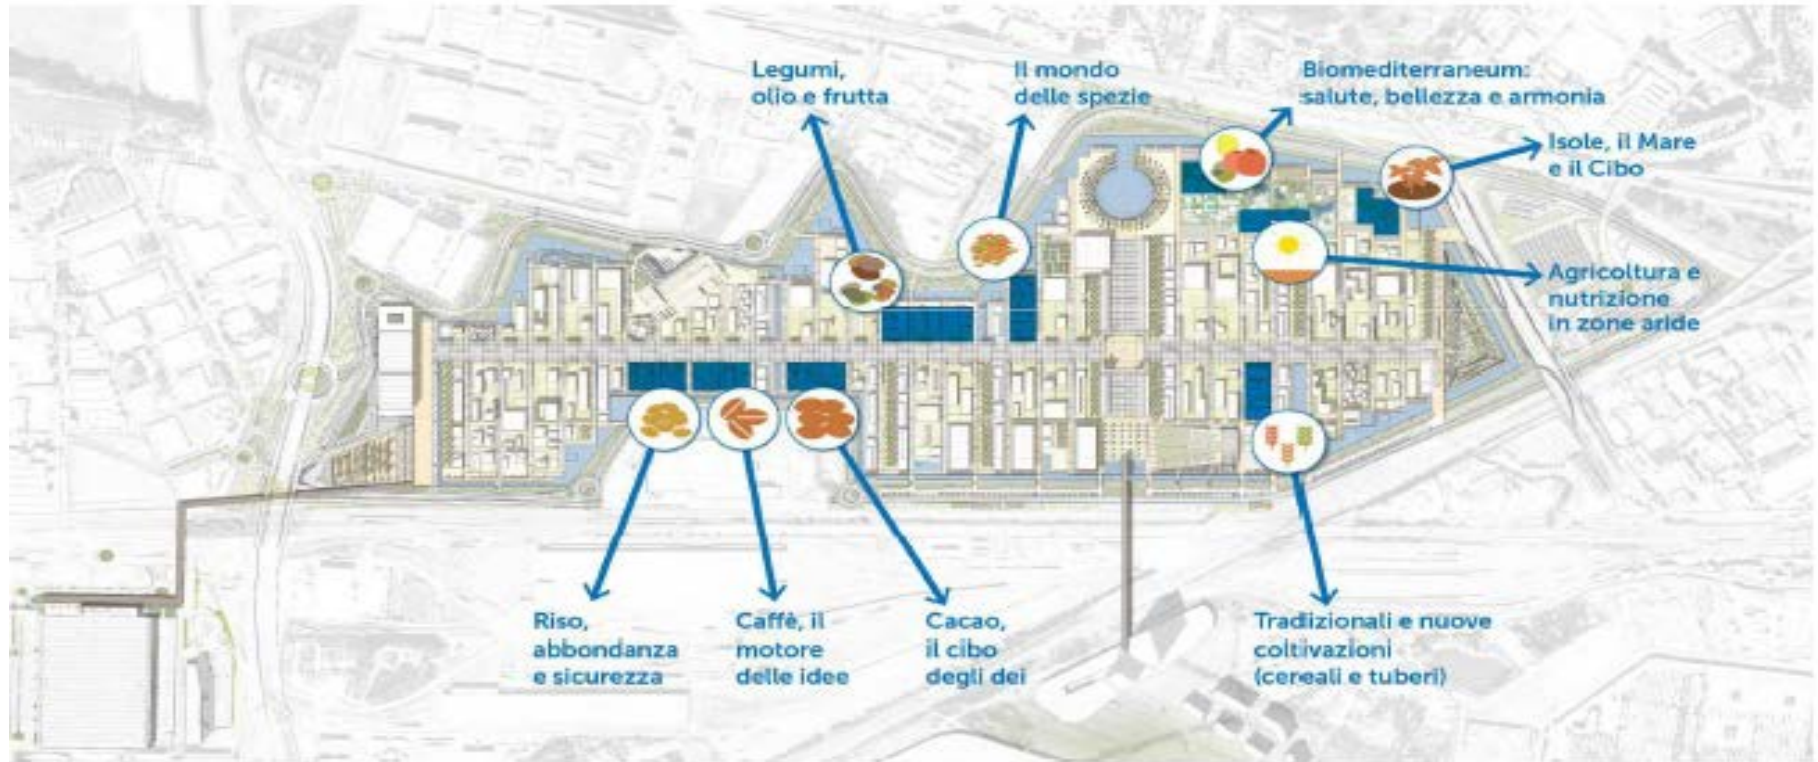 Legumi,
olio e frutta
Il mondo
delle spezie
Biomediterraneum:
salute, bellezza e armonia
Isole, il Mare
e il Cibo
Agricoltura e
nutrizione
in zone aride
Riso,
abbondanza
e sicurezza
Caffè, il
motore
delle idee
Cacao,
il cibo
degli dei
Tradizionali e nuove
coltivazioni
(cereali e tuberi)